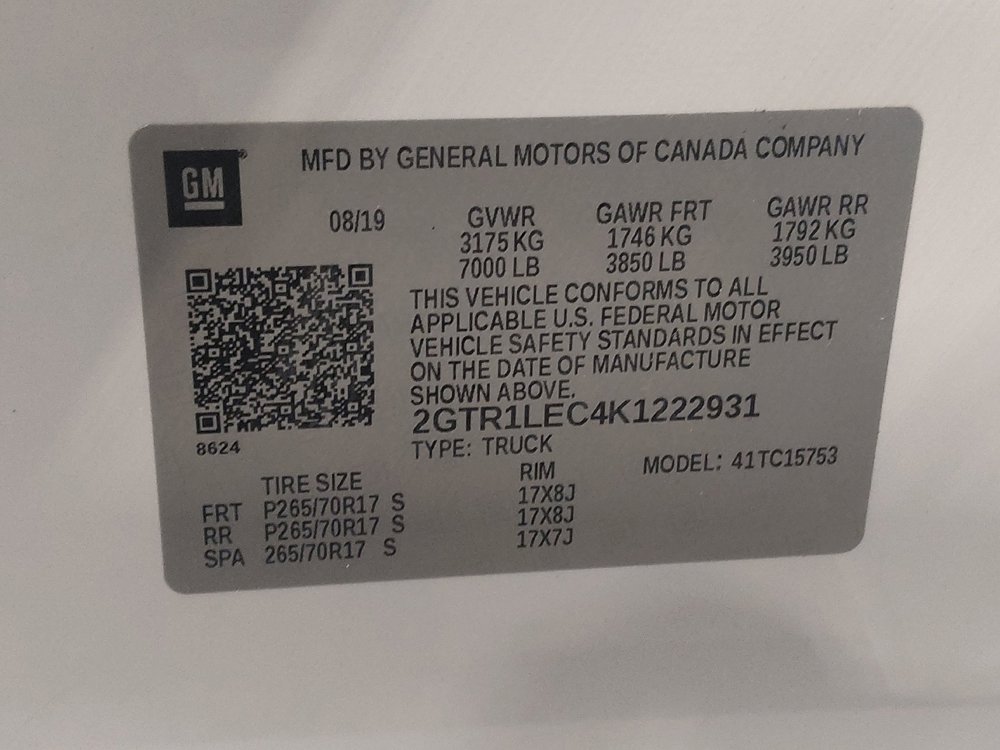 GM
MFD BY GENERAL MOTORS OF CANADA COMPANY
08/19 GVWR GAWR FRT GAWR RR
3175 KG 1746 KG 1792 KG
7000 LB 3850 LB 3950 LB
THIS VEHICLE CONFORMS TO ALL
APPLICABLE U.S. FEDERAL MOTOR
VEHICLE SAFETY STANDARDS IN EFFECT
ON THE DATE OF MANUFACTURE
SHOWN ABOVE.
2GTR1LEC4K1222931
8624
TYPE: TRUCK MODEL: 41TC15753
TIRE SIZE RIM
FRT P265/70R17 S 17X8J
RR P265/70R17 S 17X8J
SPA 265/70R17 S 17X7J